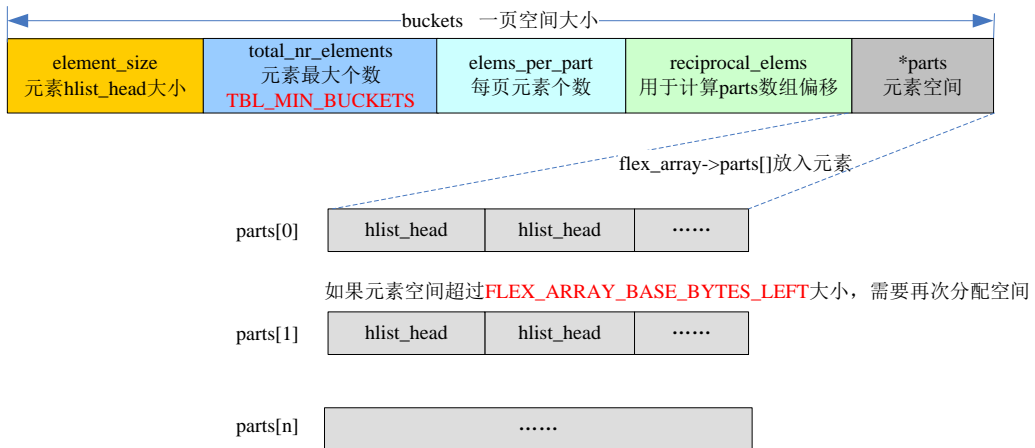 buckets 一页空间大小
element_size
元素hlist_head大小
total_nr_elements
元素最大个数
TBL_MIN_BUCKETS
elems_per_part
每页元素个数
reciprocal_elems
用于计算parts数组偏移
*parts
元素空间
flex_array->parts[]放入元素
parts[0]
hlist_head
hlist_head
……
如果元素空间超过FLEX_ARRAY_BASE_BYTES_LEFT大小，需要再次分配空间
parts[1]
hlist_head
hlist_head
……
parts[n]
……